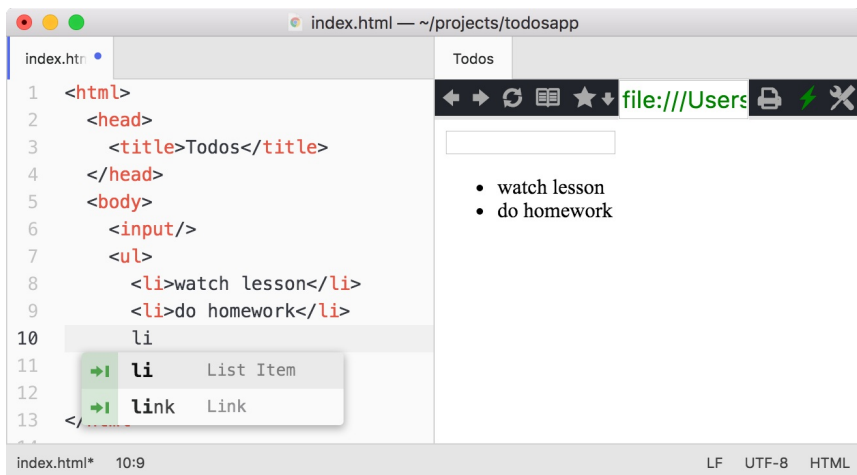 index.html — ~/projects/todosapp
index.htn
Todos
file:///Users
1 <html>
2 <head>
3 <title>Todos</title>
4 </head>
5 <body>
6 <input/>
7 <ul>
8 <li>watch lesson</li>
9 <li>do homework</li>
10 li
11
li List Item
12
link Link
13 </
watch lesson
do homework
index.html* 10:9
LF UTF-8 HTML